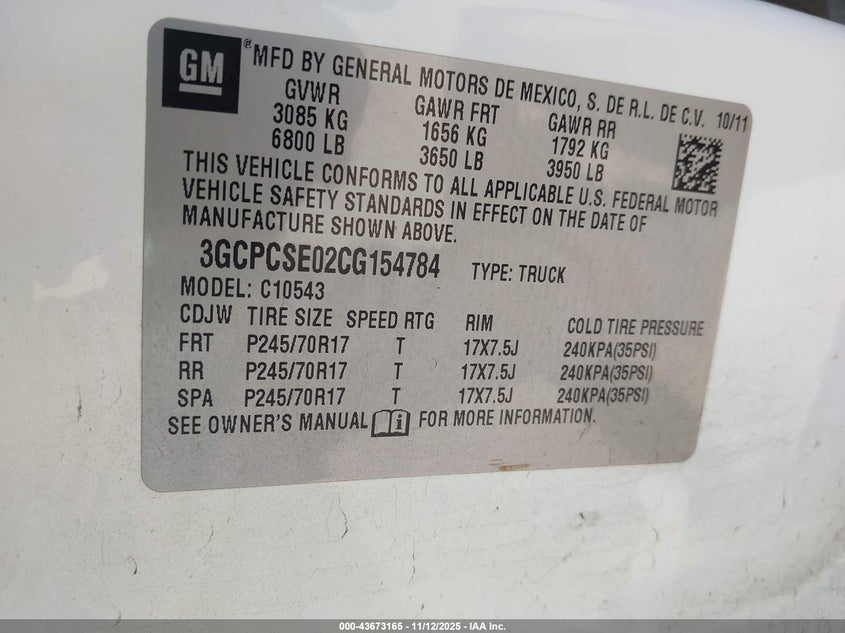 GM
® MFD BY GENERAL MOTORS DE MEXICO, S. DE R.L. DE C.V. 10/11
GVWR GAWR FRT GAWR RR
3085 KG 1656 KG 1792 KG
6800 LB 3650 LB 3950 LB
THIS VEHICLE CONFORMS TO ALL APPLICABLE U.S. FEDERAL MOTOR
VEHICLE SAFETY STANDARDS IN EFFECT ON THE DATE OF
MANUFACTURE SHOWN ABOVE.
3GCPCSE02CG154784 TYPE: TRUCK
MODEL: C10543
CDJW TIRE SIZE SPEED RTG RIM COLD TIRE PRESSURE
FRT P245/70R17 T 17X7.5J 240KPA(35PSI)
RR P245/70R17 T 17X7.5J 240KPA(35PSI)
SPA P245/70R17 T 17X7.5J 240KPA(35PSI)
SEE OWNER'S MANUAL i FOR MORE INFORMATION.
000-43673165 - 11/12/2025 - IAA Inc.